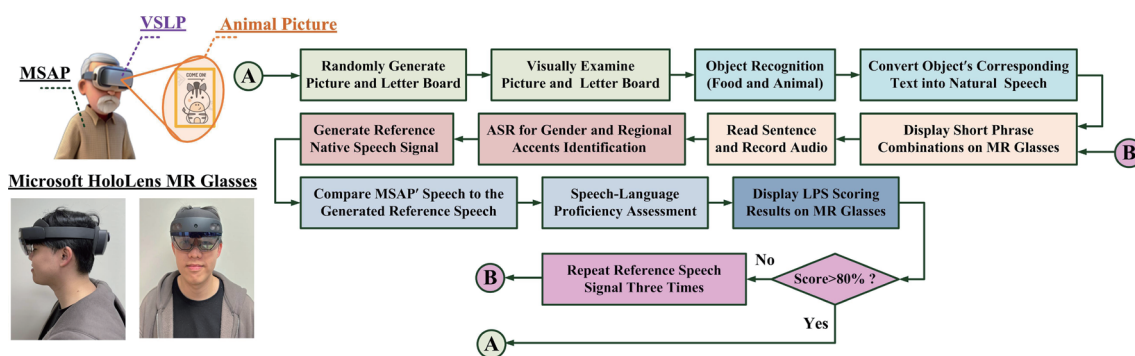 VSLP
Animal Picture
MSAP
COME ON!
Microsoft HoloLens MR Glasses
A
Randomly Generate
Picture and Letter Board
Visually Examine
Picture and Letter Board
Object Recognition
(Food and Animal)
Convert Object's Corresponding
Text into Natural Speech
Generate Reference
Native Speech Signal
ASR for Gender and Regional
Accents Identification
Read Sentence
and Record Audio
Display Short Phrase
Combinations on MR Glasses
B
Compare MSAP' Speech to the
Generated Reference Speech
Speech-Language
Proficiency Assessment
Display LPS Scoring
Results on MR Glasses
B
Repeat Reference Speech
Signal Three Times
No
Score>80% ?
Yes
A